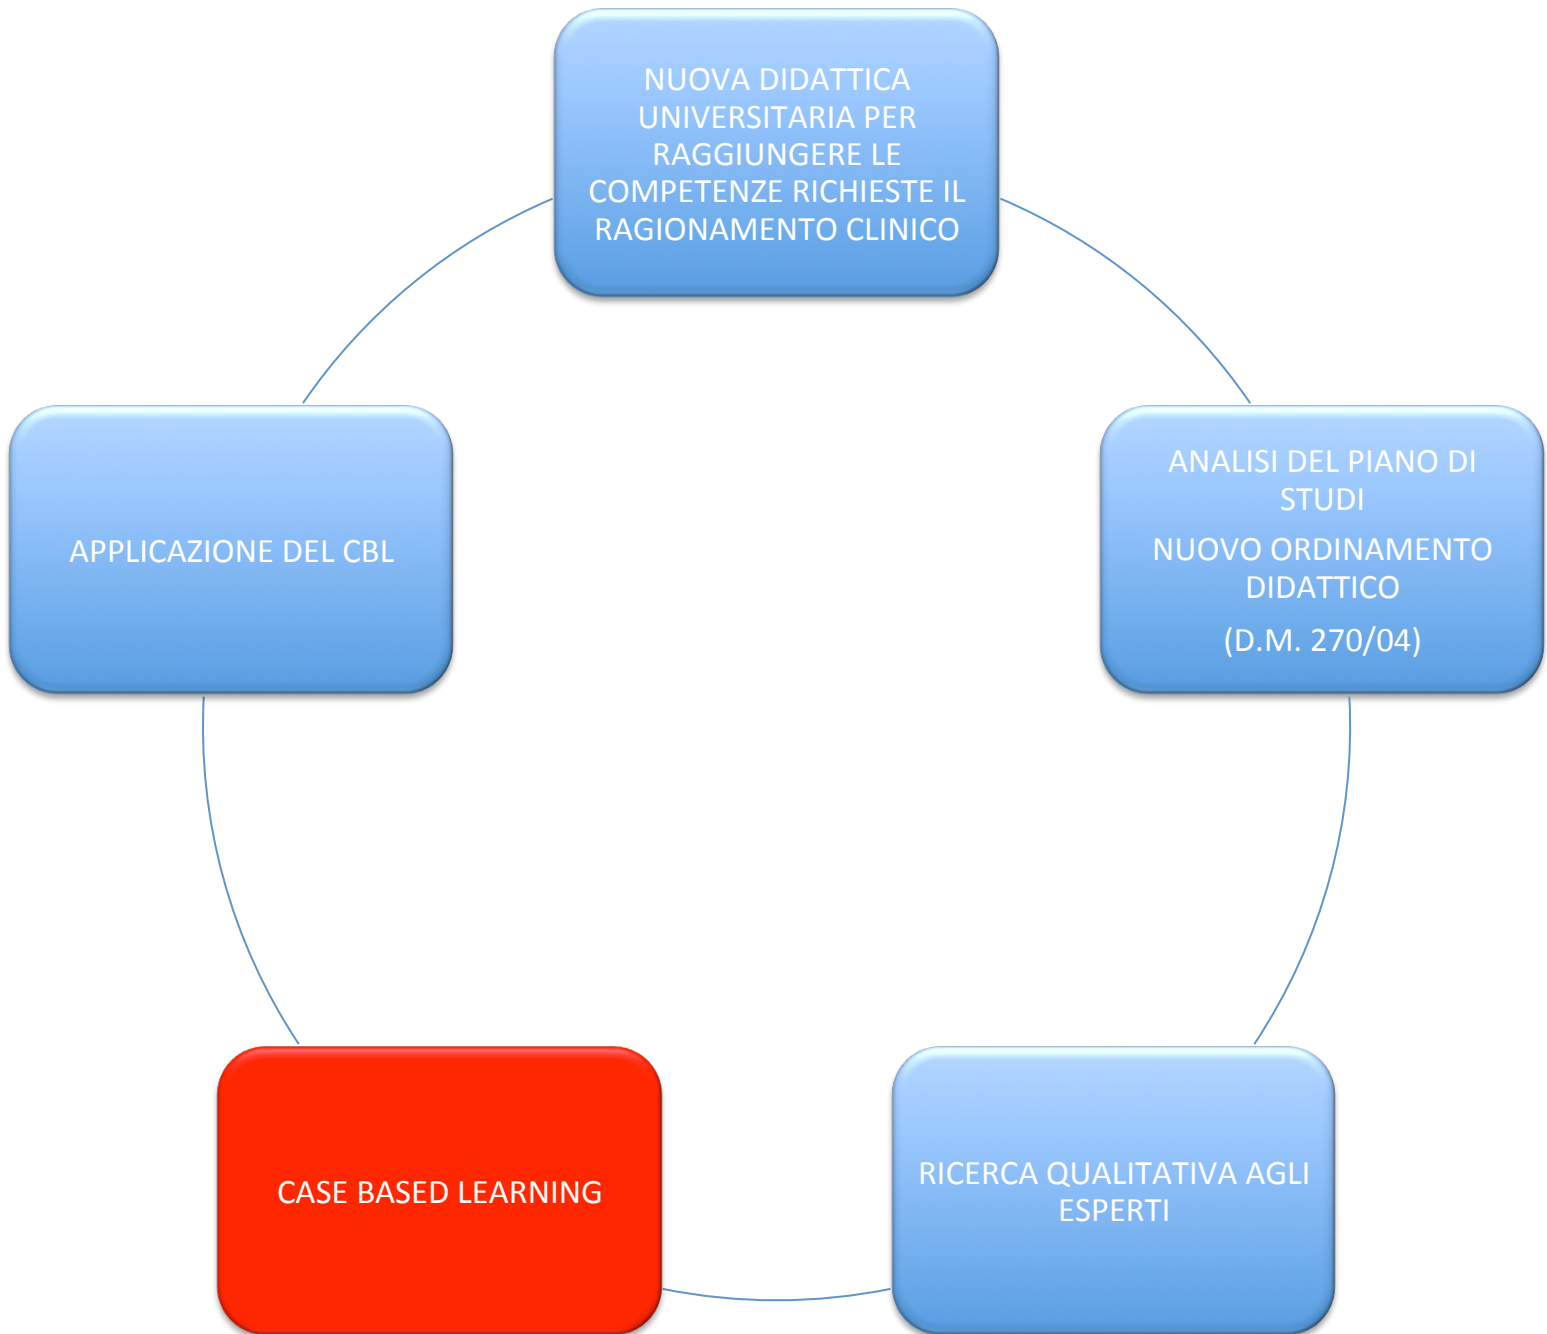 NUOVA DIDATTICA
UNIVERSITARIA PER
RAGGIUNGERE LE
COMPETENZE RICHIESTE IL
RAGIONAMENTO CLINICO
ANALISI DEL PIANO DI
STUDI
NUOVO ORDINAMENTO
DIDATTICO
(D.M. 270/04)
RICERCA QUALITATIVA AGLI
ESPERTI
CASE BASED LEARNING
APPLICAZIONE DEL CBL